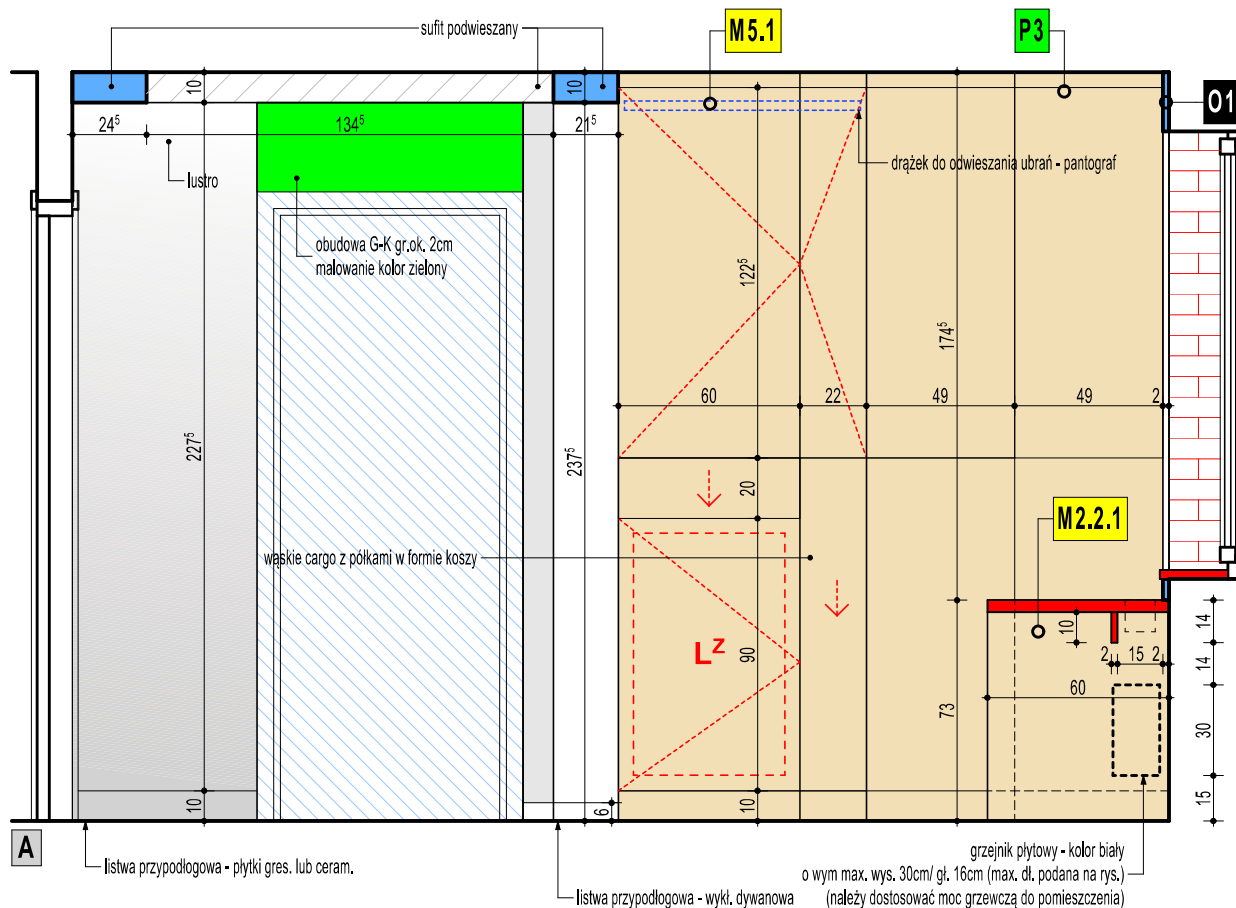 sufit podwieszany
M5.1
P3
O1
10
10
24⁵
134⁵
21⁵
lustro
drążek do odwieszania ubrań - pantograf
obudowa G-K gr.ok. 2cm
malowanie kolor zielony
122⁵
174⁵
60
22
49
49
2
227⁵
237⁵
20
M2.2.1
wąskie cargo z półkami w formie koszy
Lᶻ
90
73
10
2
15
2
60
14
14
30
15
10
6
10
A
listwa przypodłogowa - płytki gres. lub ceram.
listwa przypodłogowa - wykł. dywanowa
grzejnik płytowy - kolor biały
o wym max. wys. 30cm/ gł. 16cm (max. dł. podana na rys.)
(należy dostosować moc grzewczą do pomieszczenia)